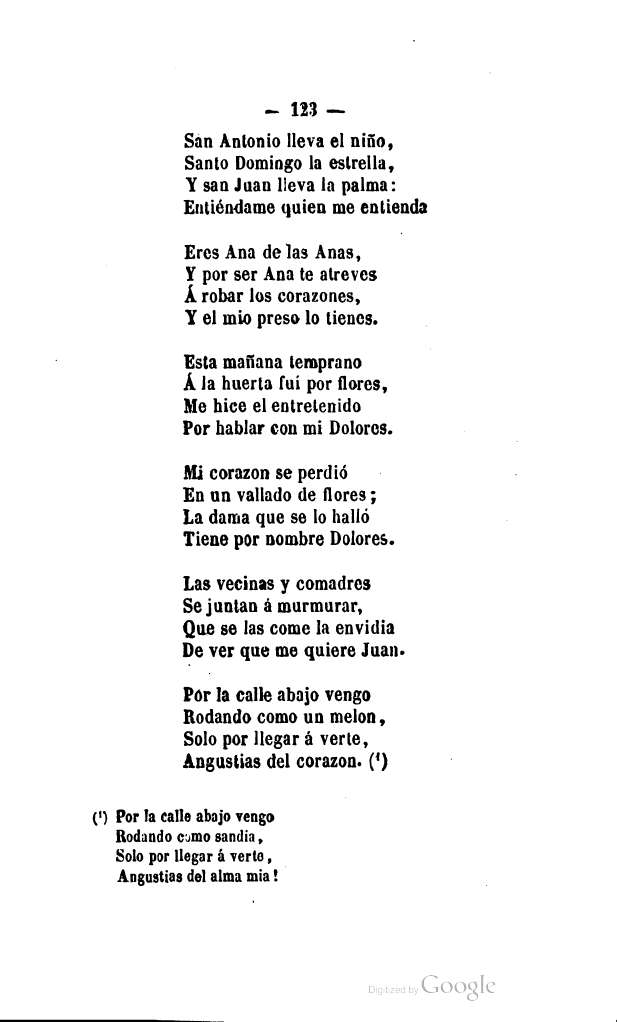 — 123 —
San Antonio lleva el niño,
Santo Domingo la estrella,
Y san Juan lleva la palma:
Entiéndame quien me entienda
Eres Ana de las Anas,
Y por ser Ana te atreves
Á robar los corazones,
Y el mio preso lo tienes.
Esta mañana temprano
Á la huerta fuí por flores,
Me hice el entretenido
Por hablar con mi Dolores.
Mi corazon se perdió
En un vallado de flores;
La dama que se lo halló
Tiene por nombre Dolores.
Las vecinas y comadres
Se juntan á murmurar,
Que se las come la envidia
De ver que me quiere Juan.
Por la calle abajo vengo
Rodando como un melon,
Solo por llegar á verte,
Angustias del corazon. (¹)
(¹) Por la calle abajo vengo
Rodando como sandia,
Solo por llegar á verte,
Angustias del alma mia!
Digitized by Google